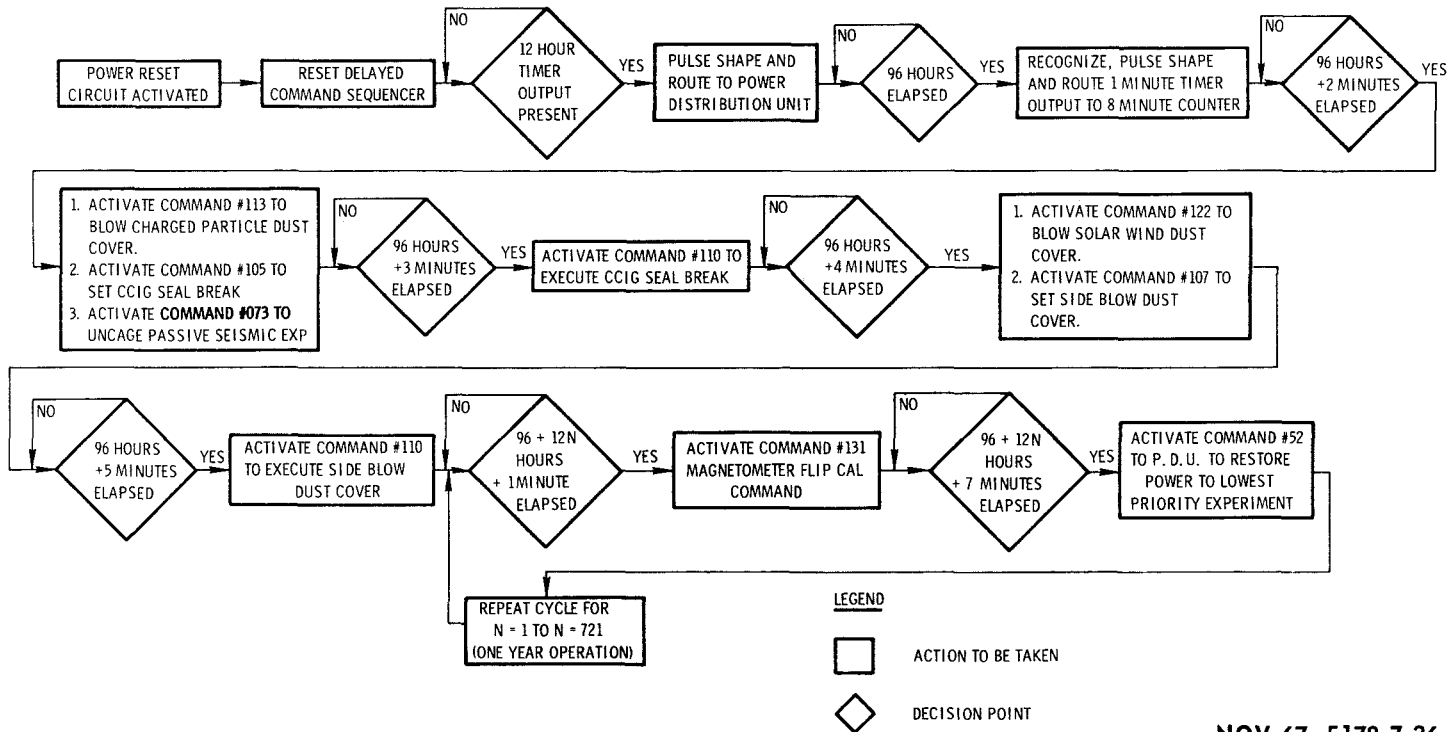 POWER RESET
CIRCUIT ACTIVATED
RESET DELAYED
COMMAND SEQUENCER
NO
12 HOUR
TIMER
OUTPUT
PRESENT
YES
PULSE SHAPE AND
ROUTE TO POWER
DISTRIBUTION UNIT
NO
96 HOURS
ELAPSED
YES
RECOGNIZE, PULSE SHAPE
AND ROUTE 1 MINUTE TIMER
OUTPUT TO 8 MINUTE COUNTER
NO
96 HOURS
+2 MINUTES
ELAPSED
YES
1. ACTIVATE COMMAND #113 TO
BLOW CHARGED PARTICLE DUST
COVER.
2. ACTIVATE COMMAND #105 TO
SET CCIG SEAL BREAK
3. ACTIVATE COMMAND #073 TO
UNCAGE PASSIVE SEISMIC EXP
NO
96 HOURS
+3 MINUTES
ELAPSED
YES
ACTIVATE COMMAND #110 TO
EXECUTE CCIG SEAL BREAK
NO
96 HOURS
+4 MINUTES
ELAPSED
YES
1. ACTIVATE COMMAND #122 TO
BLOW SOLAR WIND DUST
COVER.
2. ACTIVATE COMMAND #107 TO
SET SIDE BLOW DUST
COVER.
NO
96 HOURS
+5 MINUTES
ELAPSED
YES
ACTIVATE COMMAND #110
TO EXECUTE SIDE BLOW
DUST COVER
NO
96 + 12N
HOURS
+ 1MINUTE
ELAPSED
YES
ACTIVATE COMMAND #131
MAGNETOMETER FLIP CAL
COMMAND
NO
96 + 12N
HOURS
+ 7 MINUTES
ELAPSED
YES
ACTIVATE COMMAND #52
TO P. D. U. TO RESTORE
POWER TO LOWEST
PRIORITY EXPERIMENT
REPEAT CYCLE FOR
N = 1 TO N = 721
(ONE YEAR OPERATION)
LEGEND
ACTION TO BE TAKEN
DECISION POINT